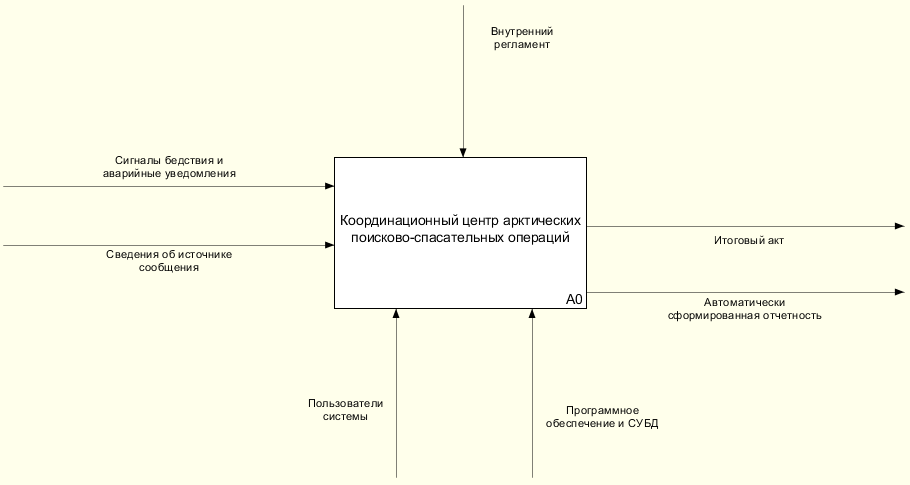 Внутренний
регламент
Сигналы бедствия и
аварийные уведомления
Сведения об источнике
сообщения
Координационный центр арктических
поисково-спасательных операций
A0
Итоговый акт
Автоматически
сформированная отчетность
Пользователи
системы
Программное
обеспечение и СУБД